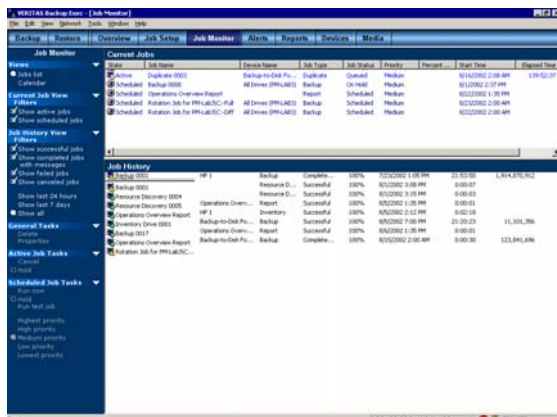 VERITAS Backup Exec - [Job Monitor]
File Edit View Network Tools Window Help
Backup Restore Overview Job Setup Job Monitor Alerts Reports Devices Media
Job Monitor
Views
Jobs list
Calendar
Current Job View
Filters
Show active jobs
Show scheduled jobs
Job History View
Filters
Show successful jobs
Show completed jobs
with messages
Show failed jobs
Show canceled jobs
Show last 24 hours
Show last 7 days
Show all
General Tasks
Delete
Properties
Active Job Tasks
Cancel
Hold
Scheduled Job Tasks
Run now
Hold
Run test job
Highest priority
High priority
Medium priority
Low priority
Lowest priority
Current Jobs
State Job Name Device Name Job Type Job Status Priority Percent ... Start Time Elapsed Time
Active Duplicate 0003 Backup-to-Disk Fo... Duplicate Queued Medium 8/14/2002 2:00 AM 139:52:37
Scheduled Backup 0008 All Drives (PM-LAB3) Backup On Hold Medium 8/1/2002 2:37 PM
Scheduled Operations Overview Report Report Scheduled Medium 8/22/2002 1:35 PM
Scheduled Rotation Job for PM-Lab3\C:-Full All Drives (PM-LAB3) Backup Scheduled Medium 8/23/2002 2:00 AM
Scheduled Rotation Job for PM-Lab3\C:-Diff All Drives (PM-LAB3) Backup Scheduled Medium 8/22/2002 2:00 AM
Job History
Backup 0001 HP 1 Backup Complete... 100% 7/23/2002 1:05 PM 21:53:50 1,914,870,912
Backup 0001 Resource D... Successful 100% 8/1/2002 3:08 PM 0:00:07
Resource Discovery 0004 Resource D... Successful 100% 8/1/2002 3:15 PM 0:00:03
Resource Discovery 0005 Operations Overv... Report Successful 100% 8/5/2002 1:35 PM 0:00:01
Operations Overview Report HP 1 Inventory Successful 100% 8/5/2002 2:12 PM 0:02:18
Inventory Drive 0001 Backup-to-Disk Fo... Backup Successful 100% 8/5/2002 7:00 PM 21:20:23 11,101,356
Backup 0017 Operations Overv... Report Successful 100% 8/6/2002 1:35 PM 0:00:01
Operations Overview Report Backup-to-Disk Fo... Backup Complete... 100% 8/15/2002 2:00 AM 0:00:30 123,841,696
Rotation Job for PM-Lab3\C...